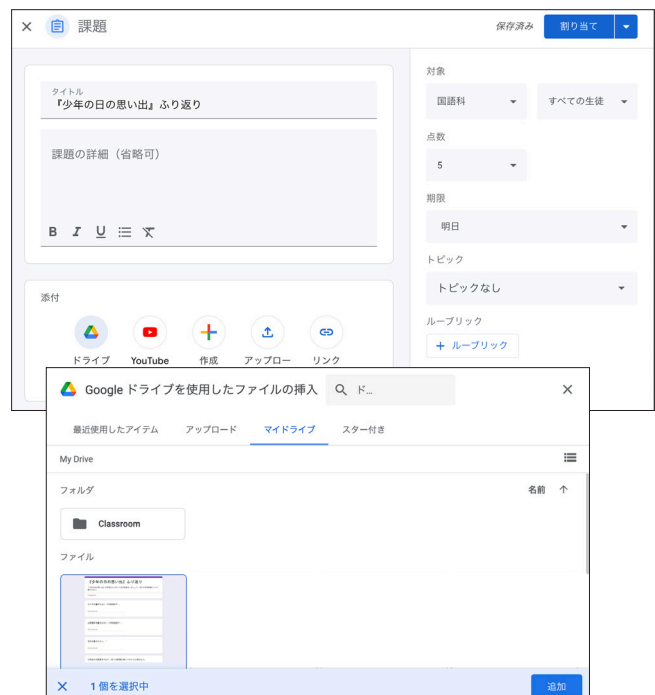 課題
保存済み
割り当て
タイトル
『少年の日の思い出』ふり返り
課題の詳細（省略可）
B I U
添付
ドライブ
YouTube
作成
アップロー
リンク
対象
国語科
すべての生徒
点数
5
期限
明日
トピック
トピックなし
ルーブリック
+ ルーブリック
Google ドライブを使用したファイルの挿入
ド...
最近使用したアイテム
アップロード
マイドライブ
スター付き
My Drive
フォルダ
名前
Classroom
ファイル
『少年の日の思い出』ふり返り
1 個を選択中
追加